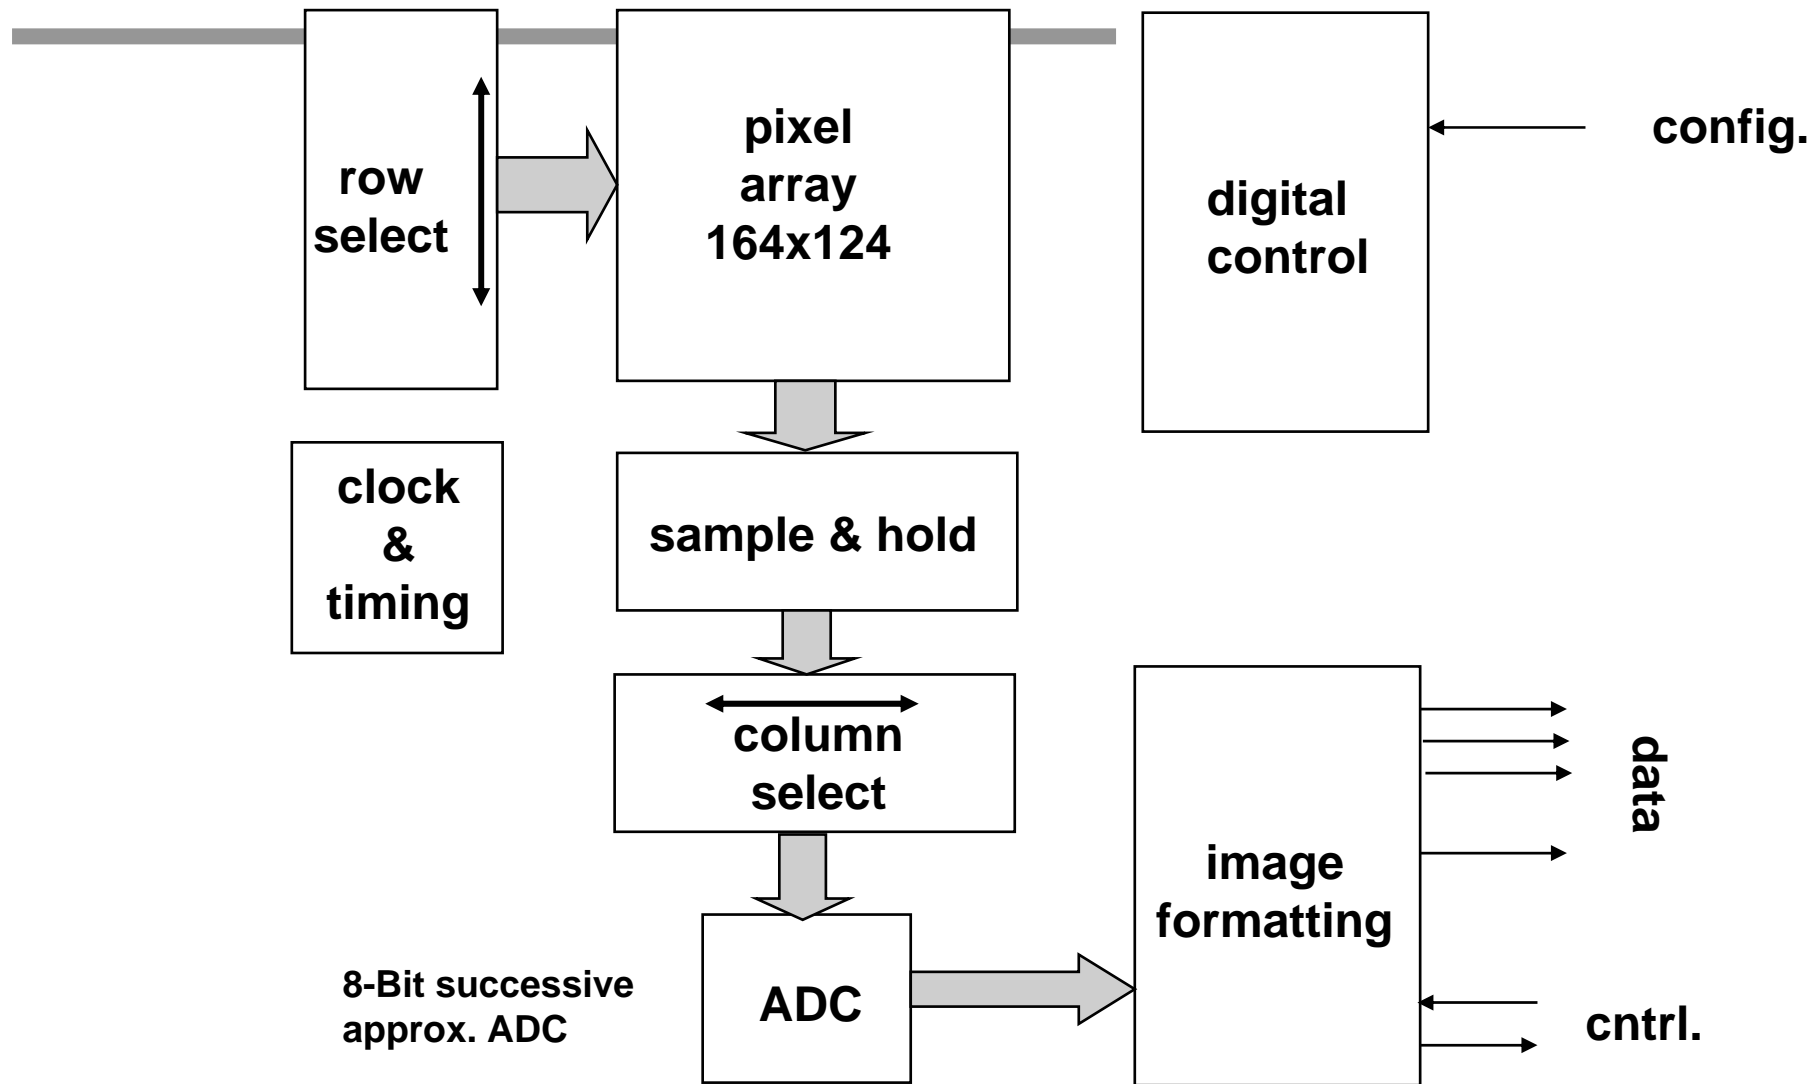 row
select
pixel
array
164x124
digital
control
config.
clock
&
timing
sample & hold
column
select
data
image
formatting
8-Bit successive
approx. ADC
ADC
cntrl.